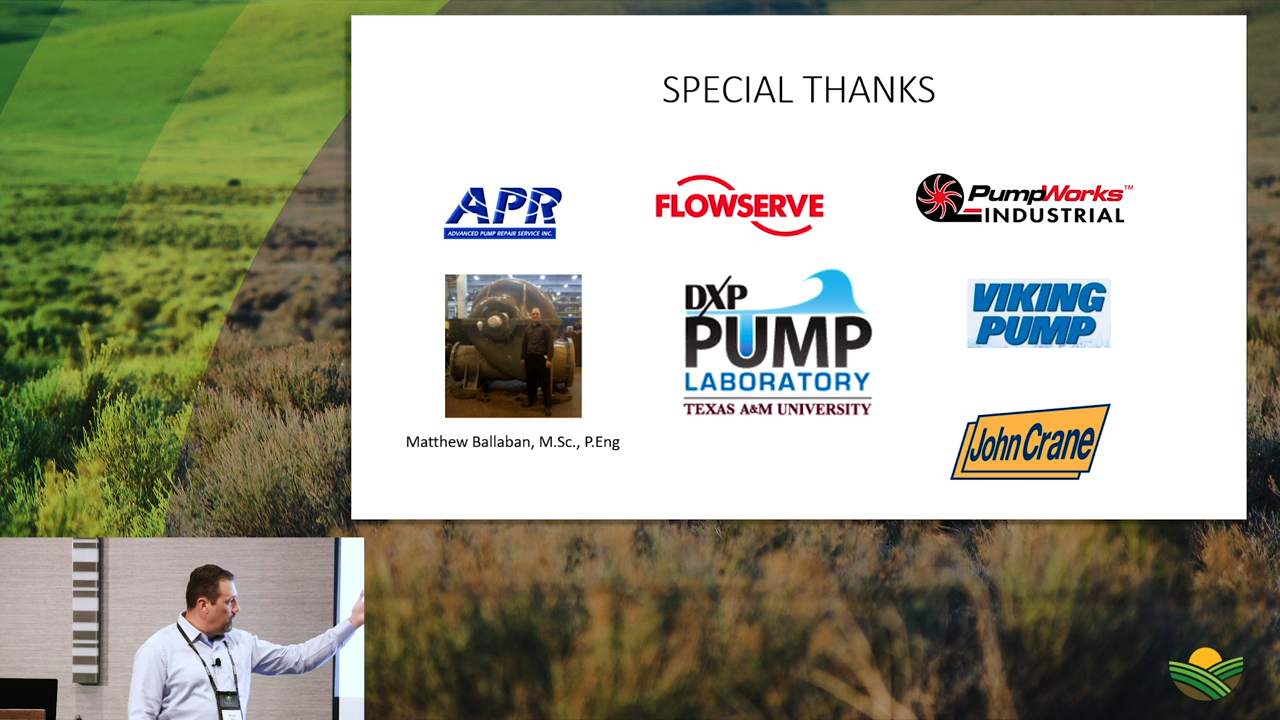 SPECIAL THANKS
APR
ADVANCED PUMP REPAIR SERVICE INC.
FLOWSERVE
PumpWorks™
INDUSTRIAL
DXP
PUMP
LABORATORY
TEXAS A&M UNIVERSITY
VIKING
PUMP
Matthew Ballaban, M.Sc., P.Eng
John Crane